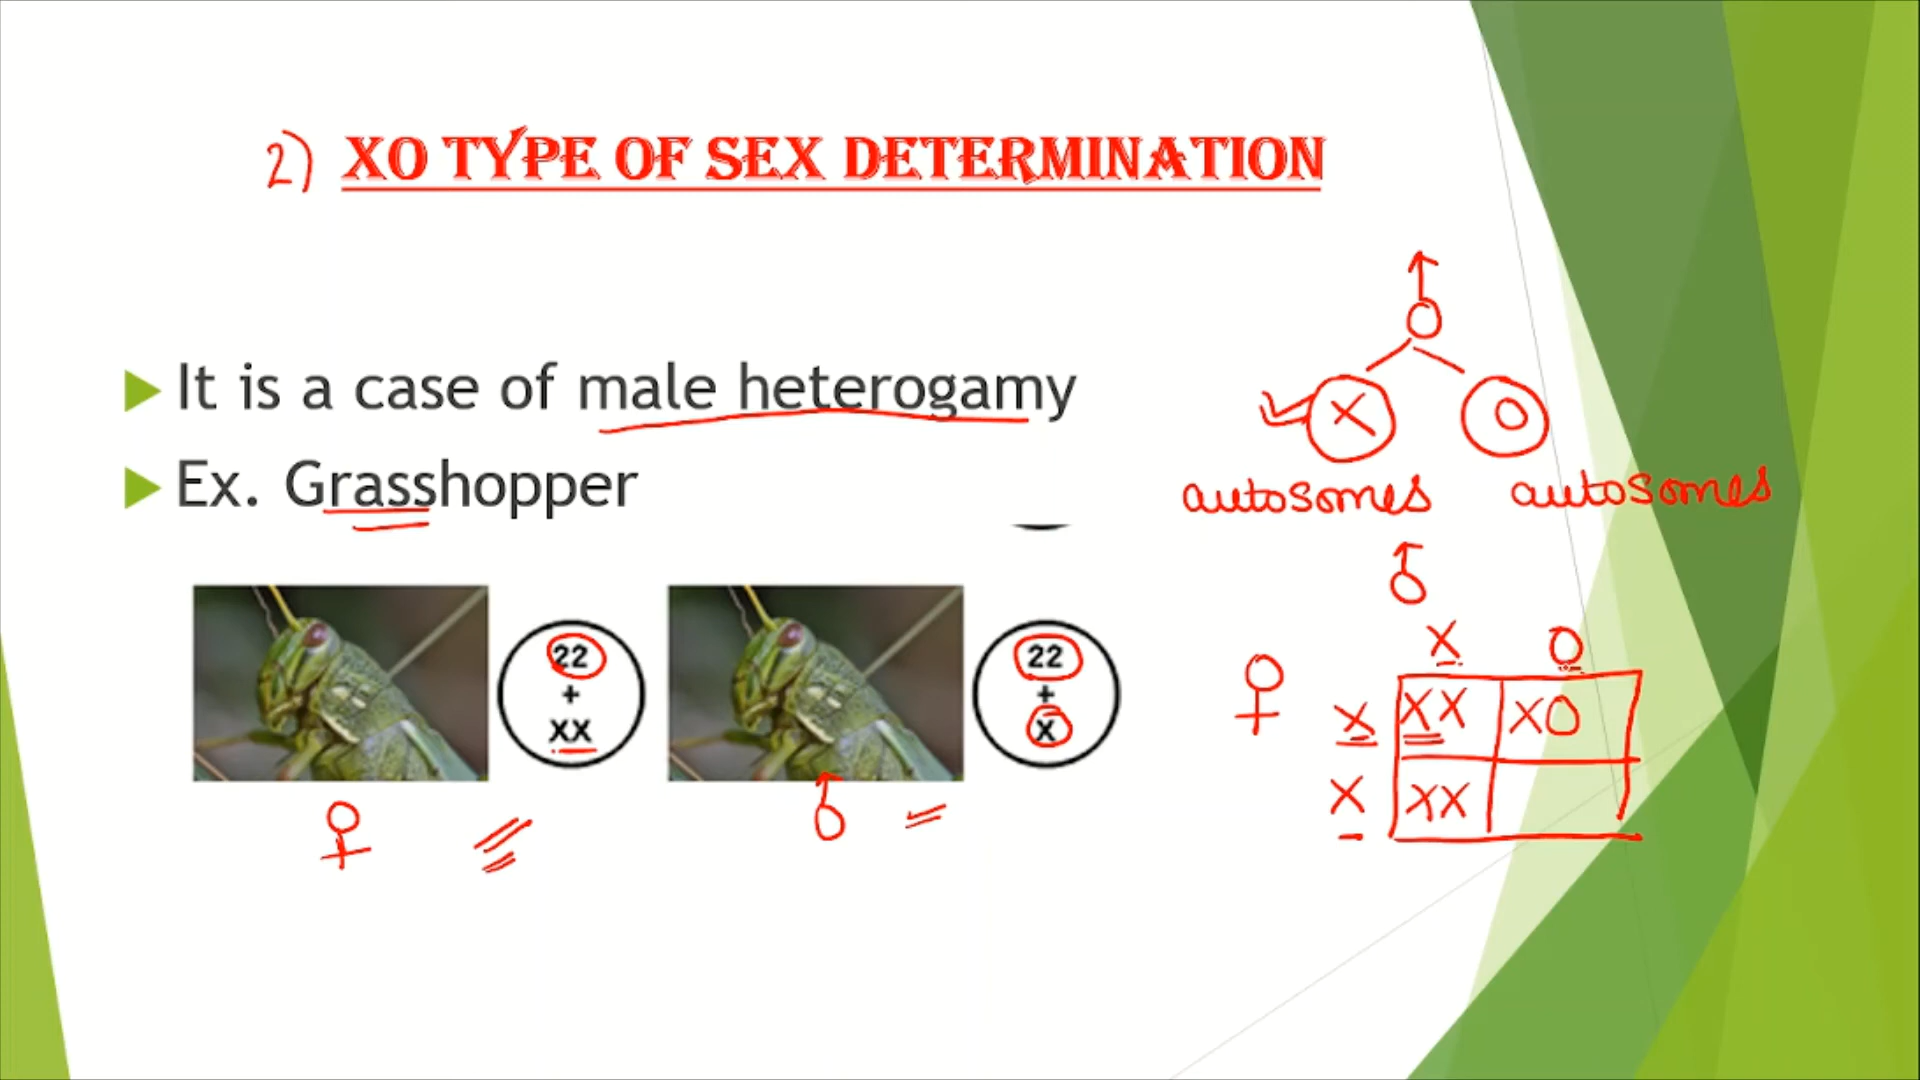 2) XO TYPE OF SEX DETERMINATION
It is a case of male heterogamy
Ex. Grasshopper
♂
X O
autosomes autosomes
22
+
XX
22
+
X
♀
♂
♂
X O
♀
X XX XO
X XX